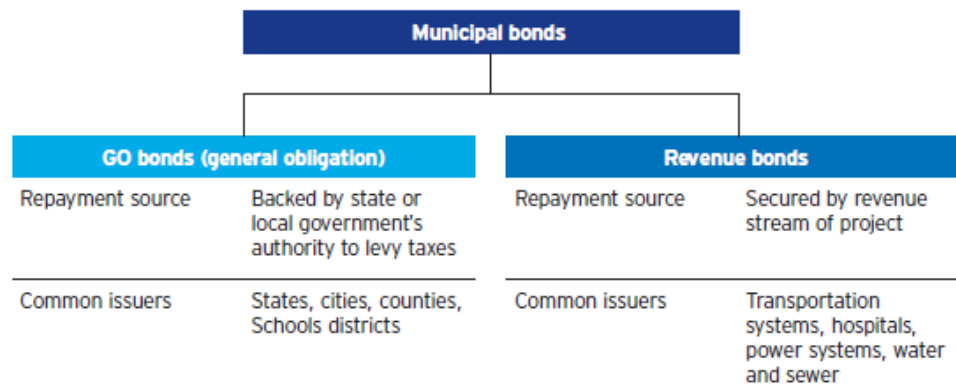 Municipal bonds
GO bonds (general obligation)
Repayment source
Backed by state or
local government's
authority to levy taxes
Common issuers
States, cities, counties,
Schools districts
Revenue bonds
Repayment source
Secured by revenue
stream of project
Common issuers
Transportation
systems, hospitals,
power systems, water
and sewer